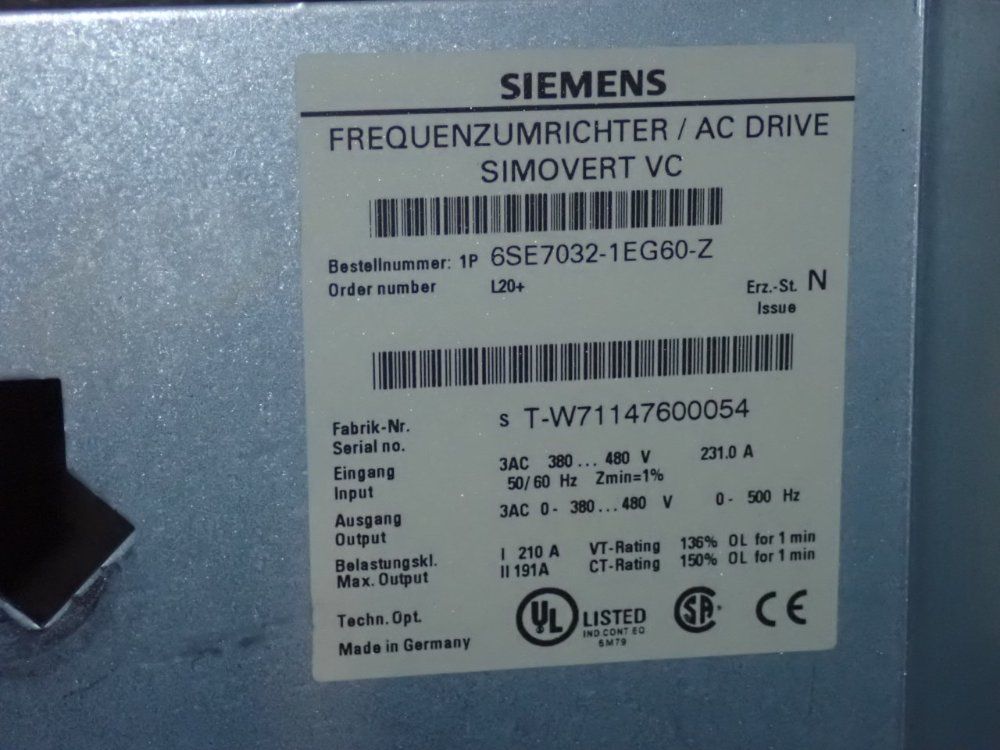 SIEMENS
FREQUENZUMRICHTER / AC DRIVE
SIMOVERT VC
Bestellnummer: 1P 6SE7032-1EG60-Z
Order number L20+
Erz.-St. N
Issue
Fabrik-Nr. S T-W71147600054
Serial no.
Eingang 3AC 380... 480 V 231.0 A
Input 50/60 Hz Zmin=1%
Ausgang 3AC 0- 380...480 V 0- 500 Hz
Output
Belastungskl. I 210 A VT-Rating 136% OL for 1 min
Max. Output II 191A CT-Rating 150% OL for 1 min
Techn. Opt.
UL LISTED
IND CONT EQ
6M79
SA
CE
Made in Germany